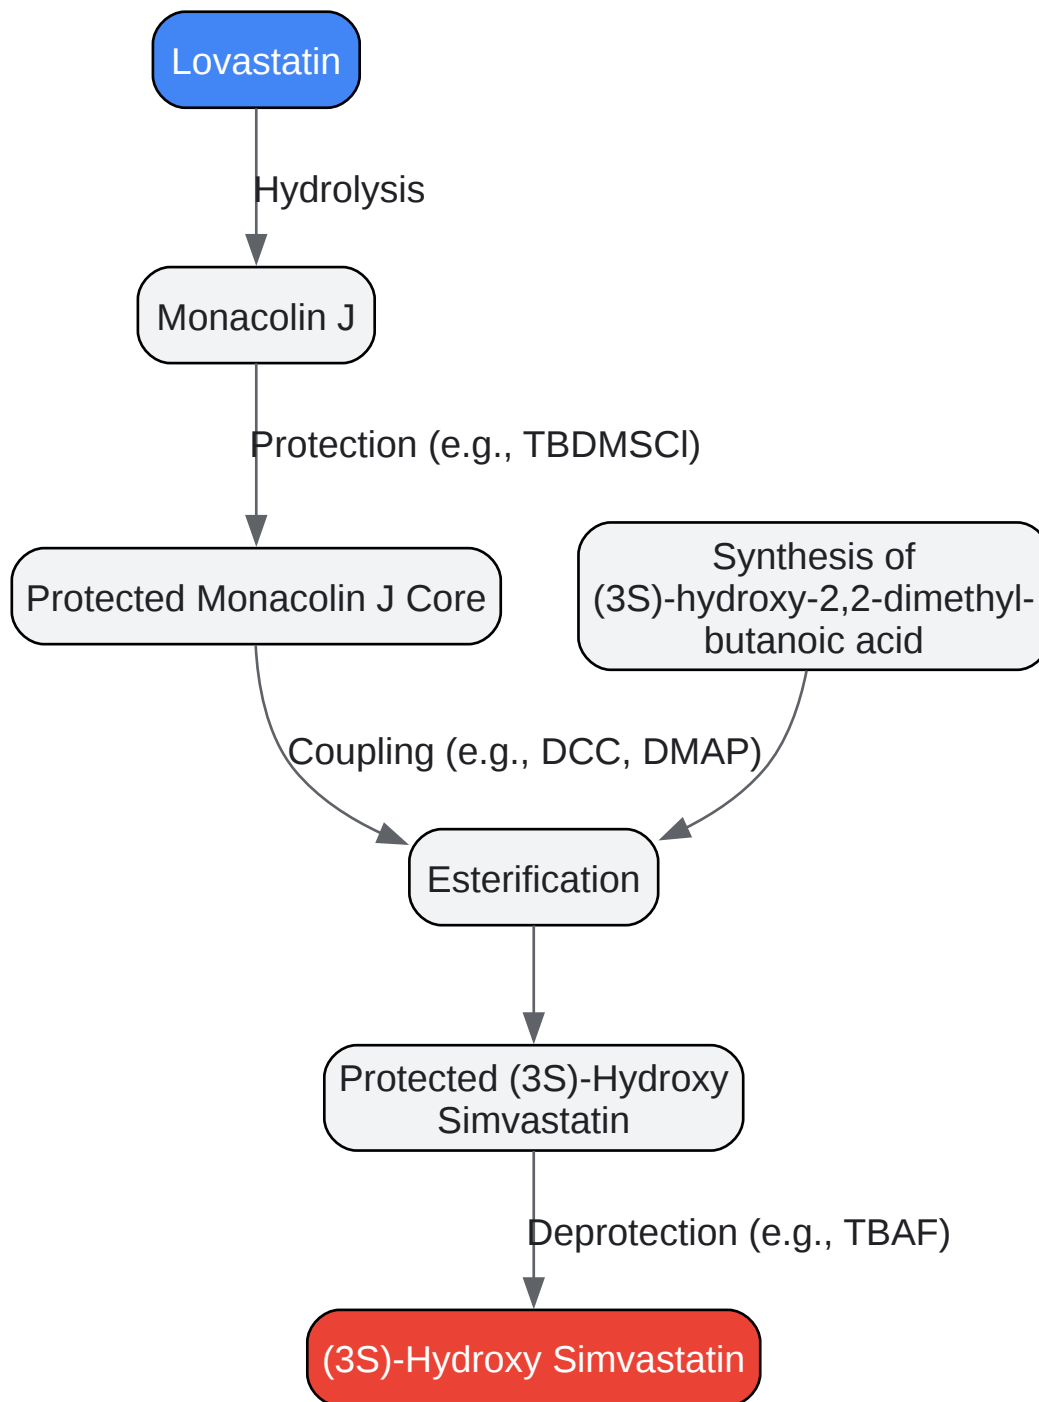 Lovastatin
Hydrolysis
Monacolin J
Protection (e.g., TBDMSCl)
Protected Monacolin J Core
Synthesis of
(3S)-hydroxy-2,2-dimethyl-
butanoic acid
Coupling (e.g., DCC, DMAP)
Esterification
Protected (3S)-Hydroxy
Simvastatin
Deprotection (e.g., TBAF)
(3S)-Hydroxy Simvastatin